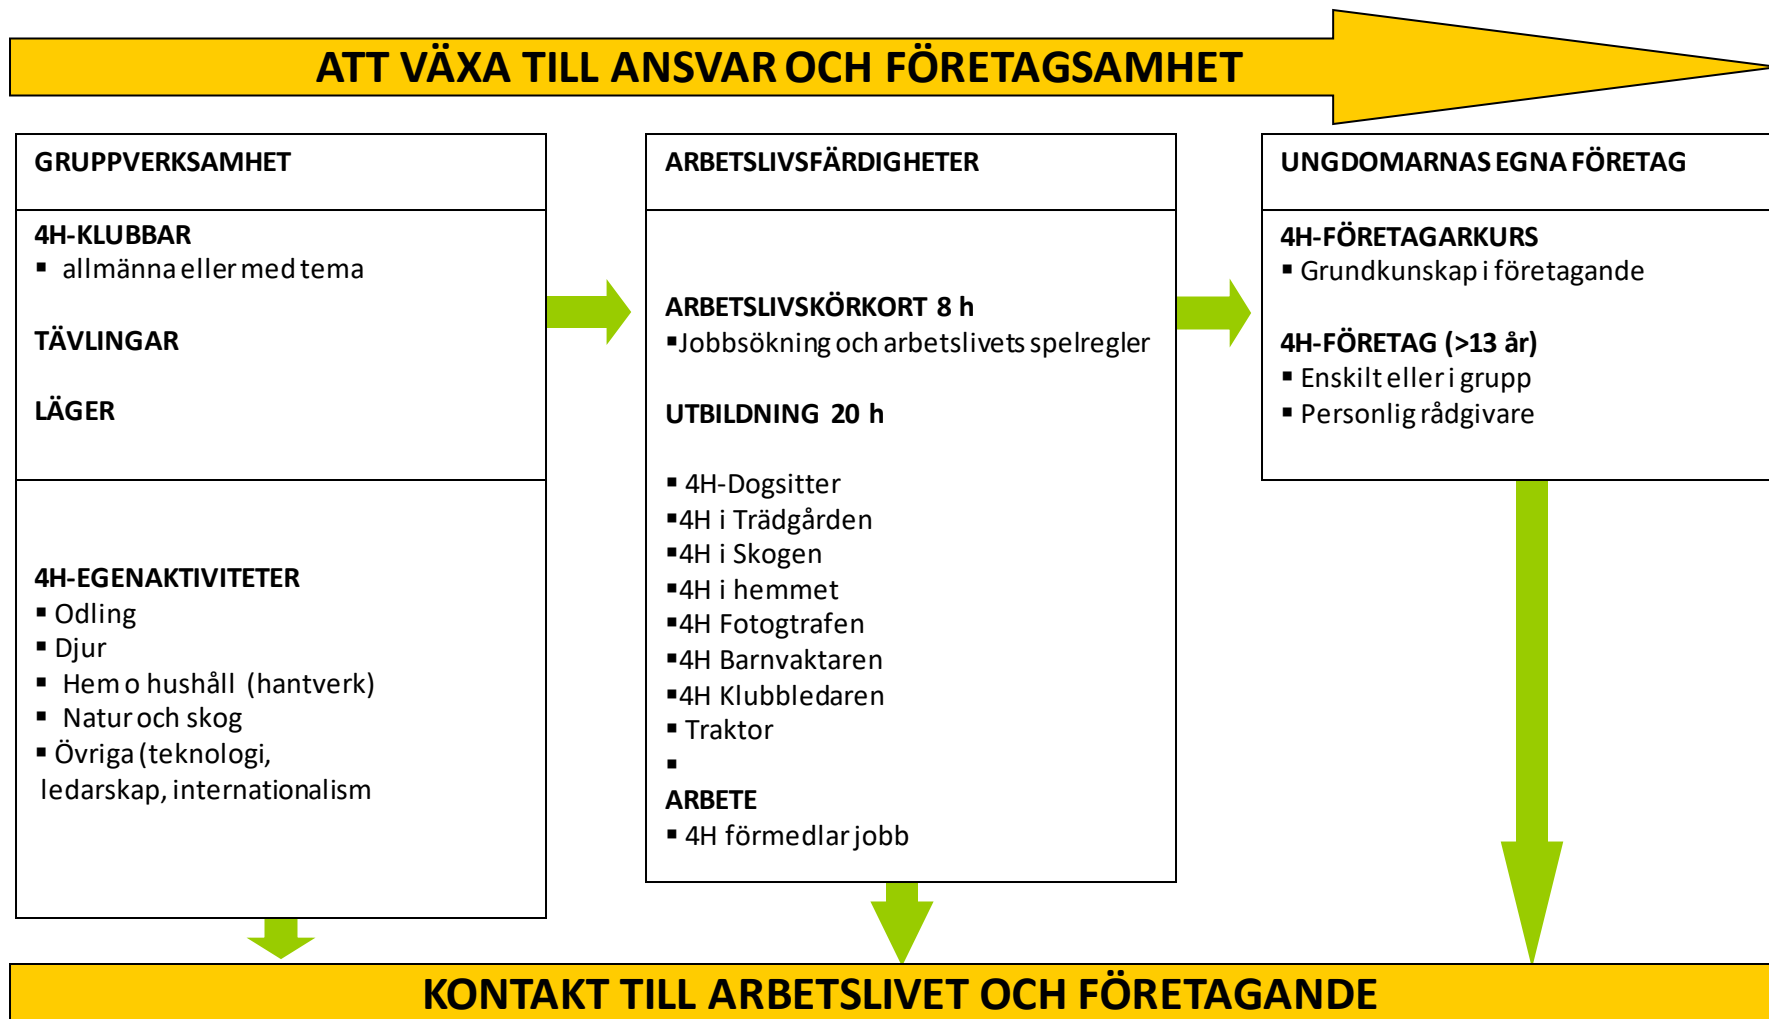 ATT VÄXA TILL ANSVAR OCH FÖRETAGSAMHET
GRUPPVERKSAMHET
4H-KLUBBAR
▪ allmänna eller med tema
TÄVLINGAR
LÄGER
4H-EGENAKTIVITETER
▪ Odling
▪ Djur
▪ Hem o hushåll (hantverk)
▪ Natur och skog
▪ Övriga (teknologi,
ledarskap, internationalism
ARBETSLIVSFÄRDIGHETER
ARBETSLIVSKÖRKORT 8 h
▪Jobbsökning och arbetslivets spelregler
UTBILDNING 20 h
▪ 4H-Dogsitter
▪4H i Trädgården
▪4H i Skogen
▪4H i hemmet
▪4H Fotogtrafen
▪4H Barnvaktaren
▪4H Klubbledaren
▪ Traktor
▪
ARBETE
▪ 4H förmedlar jobb
UNGDOMARNAS EGNA FÖRETAG
4H-FÖRETAGARKURS
▪ Grundkunskap i företagande
4H-FÖRETAG (>13 år)
▪ Enskilt eller i grupp
▪ Personlig rådgivare
KONTAKT TILL ARBETSLIVET OCH FÖRETAGANDE